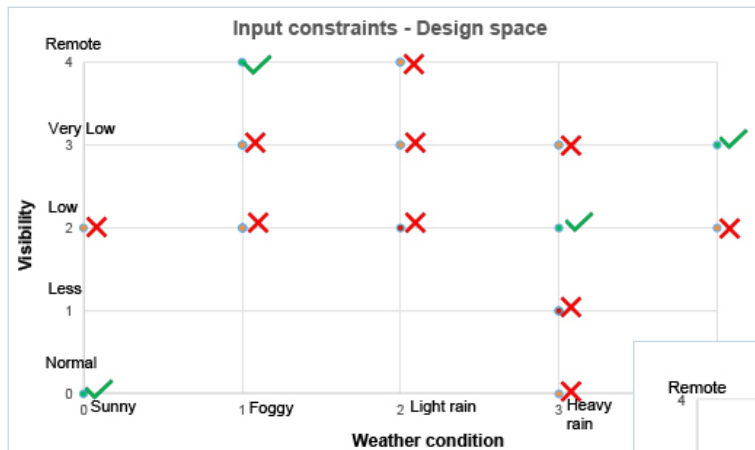 Input constraints - Design space
Remote
4
Very Low
3
Low
2
Visibility
Less
1
Normal
0
0 Sunny
1 Foggy
2 Light rain
3 Heavy
rain
Weather condition
Remote
4